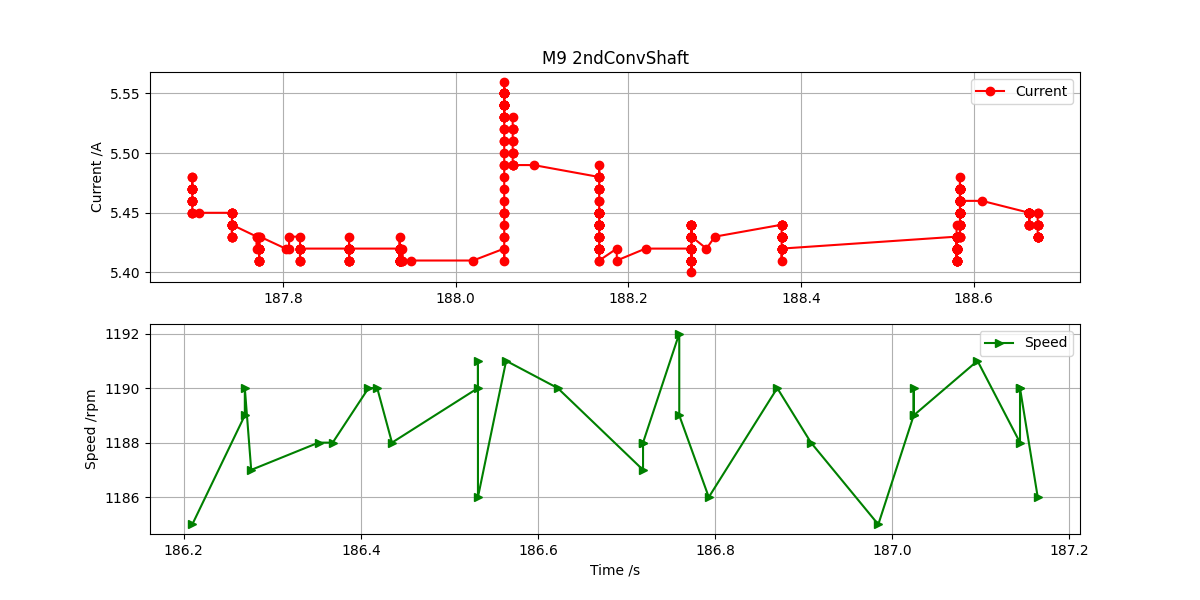 M9 2ndConvShaft
Current /A
5.55
5.50
5.45
5.40
Current
187.8 188.0 188.2 188.4 188.6
Speed /rpm
1192
1190
1188
1186
Speed
186.2 186.4 186.6 186.8 187.0 187.2
Time /s